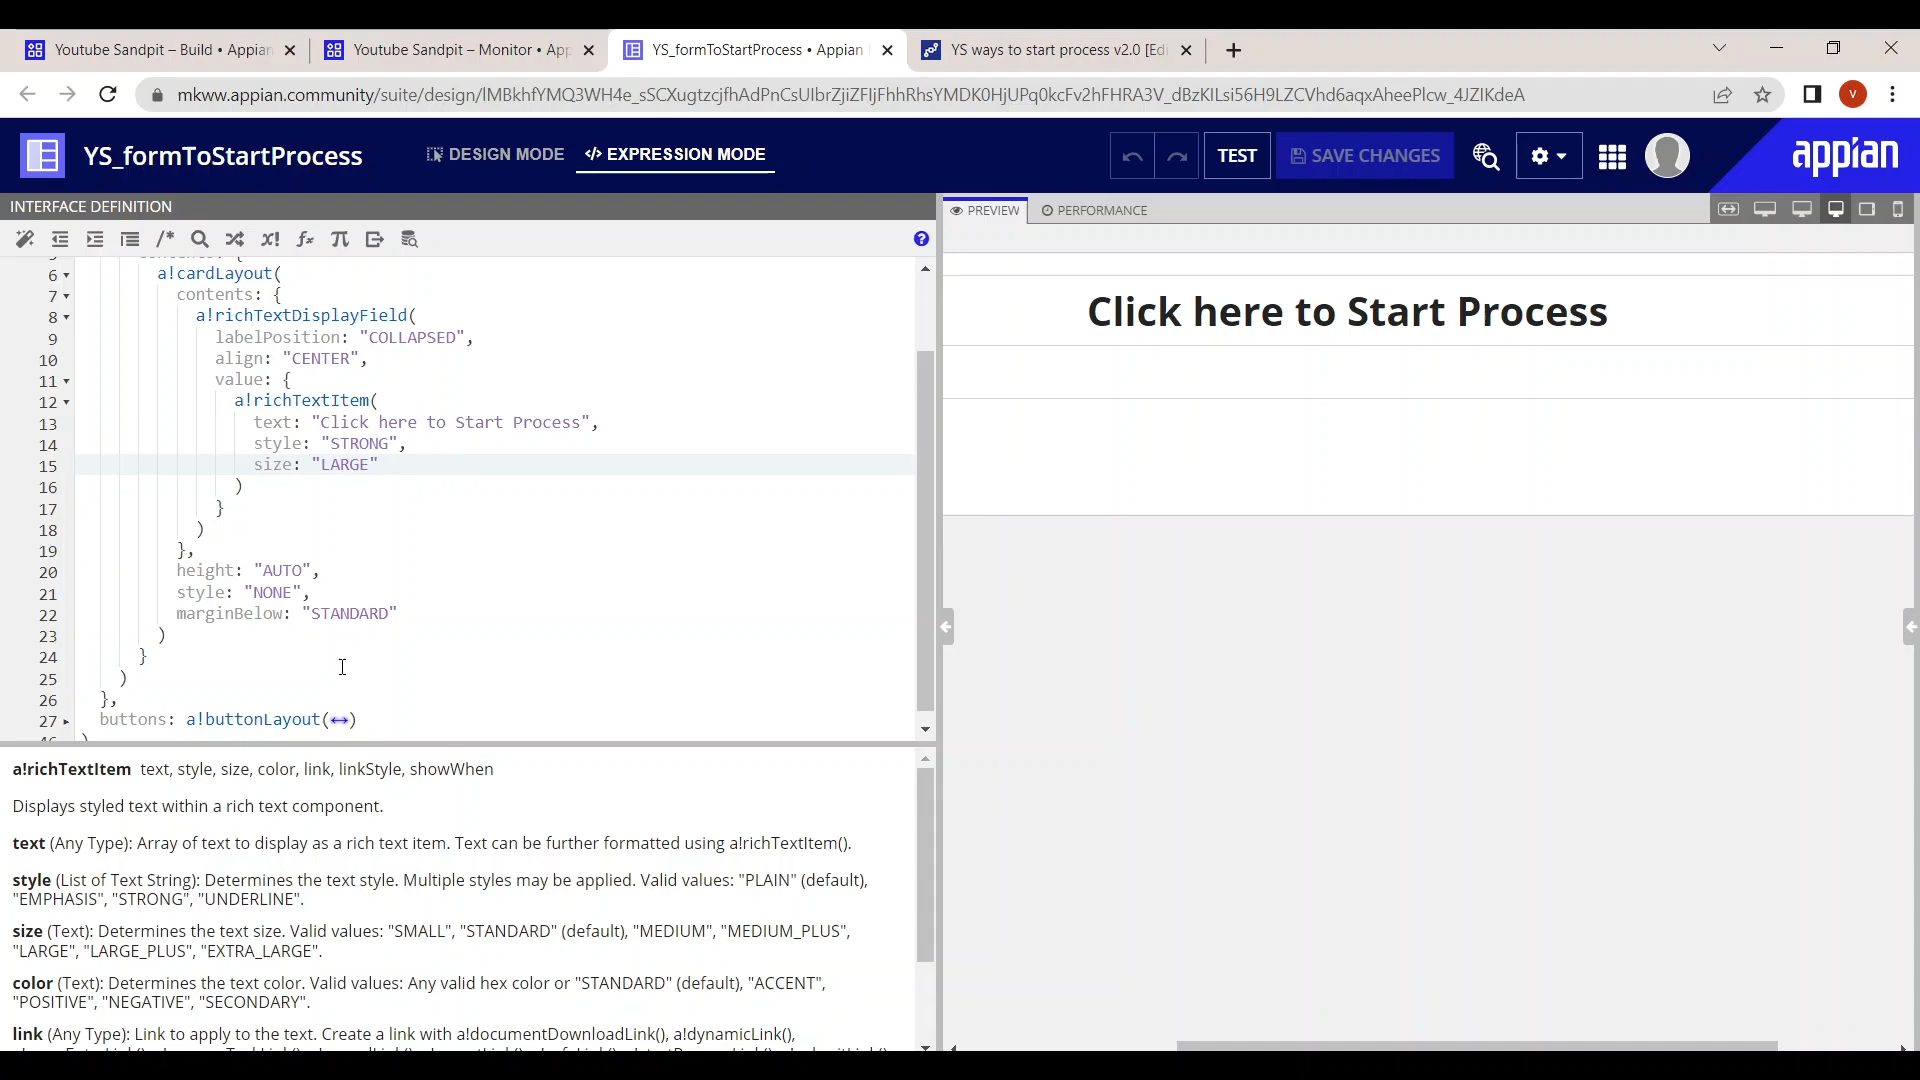 Youtube Sandpit – Build • Appian
Youtube Sandpit – Monitor • App
YS_formToStartProcess • Appian
YS ways to start process v2.0 [Edi
mkww.appian.community/suite/design/
V
YS_formToStartProcess
DESIGN MODE
</> EXPRESSION MODE
TEST
SAVE CHANGES
appian
INTERFACE DEFINITION
PREVIEW
PERFORMANCE
6 a!cardLayout(
7 contents: {
8 a!richTextDisplayField(
9 labelPosition: "COLLAPSED",
10 align: "CENTER",
11 value: {
12 a!richTextItem(
13 text: "Click here to Start Process",
14 style: "STRONG",
15 size: "LARGE"
16 )
17 }
18 )
19 },
20 height: "AUTO",
21 style: "NONE",
22 marginBelow: "STANDARD"
23 )
24 }
25 )
26 },
27 buttons: a!buttonLayout(↔)
Click here to Start Process
a!richTextItem text, style, size, color, link, linkStyle, showWhen
Displays styled text within a rich text component.
text (Any Type): Array of text to display as a rich text item. Text can be further formatted using a!richTextItem().
style (List of Text String): Determines the text style. Multiple styles may be applied. Valid values: "PLAIN" (default),
"EMPHASIS", "STRONG", "UNDERLINE".
size (Text): Determines the text size. Valid values: "SMALL", "STANDARD" (default), "MEDIUM", "MEDIUM_PLUS",
"LARGE", "LARGE_PLUS", "EXTRA_LARGE".
color (Text): Determines the text color. Valid values: Any valid hex color or "STANDARD" (default), "ACCENT",
"POSITIVE", "NEGATIVE", "SECONDARY".
link (Any Type): Link to apply to the text. Create a link with a!documentDownloadLink(), a!dynamicLink(),